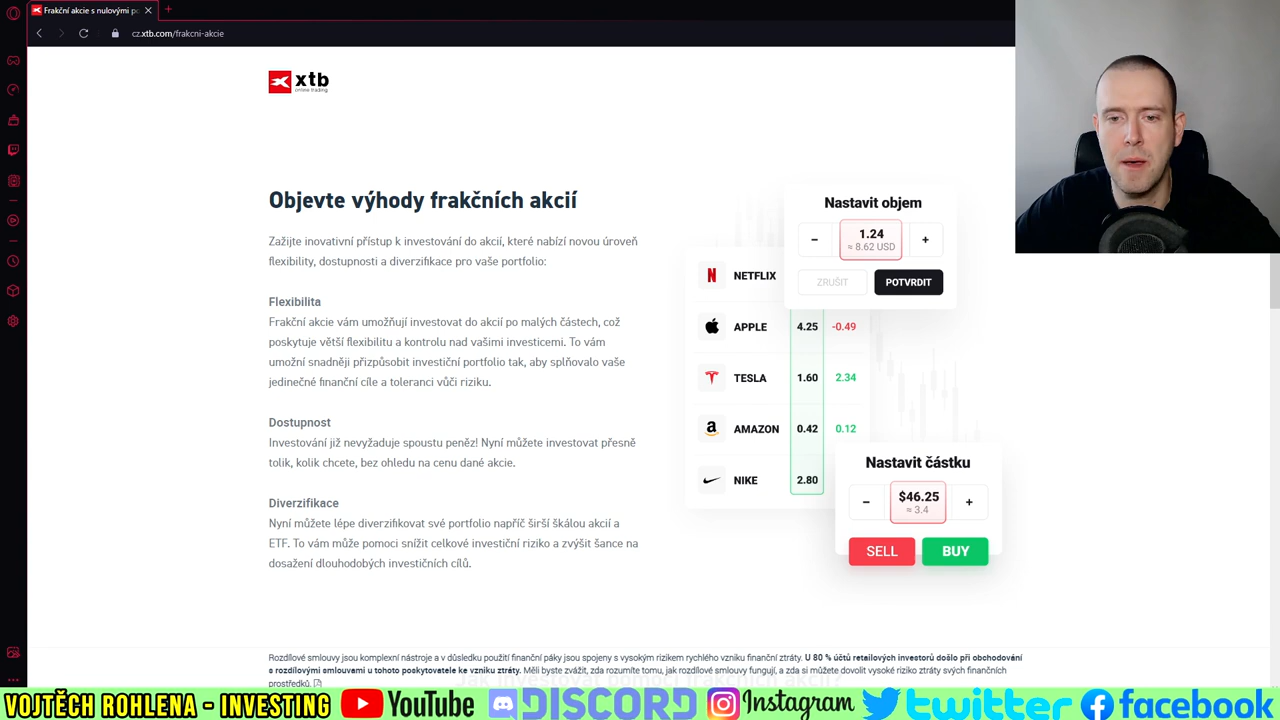 Frakční akcie s nulovými po
cz.xtb.com/frakcni-akcie
xtb
online trading
Objevte výhody frakčních akcií
Zažijte inovativní přístup k investování do akcií, které nabízí novou úroveň
flexibility, dostupnosti a diverzifikace pro vaše portfolio:
Flexibilita
Frakční akcie vám umožňují investovat do akcií po malých částech, což
poskytuje větší flexibilitu a kontrolu nad vašimi investicemi. To vám
umožní snadněji přizpůsobit investiční portfolio tak, aby splňovalo vaše
jedinečné finanční cíle a toleranci vůči riziku.
Dostupnost
Investování již nevyžaduje spoustu peněz! Nyní můžete investovat přesně
tolik, kolik chcete, bez ohledu na cenu dané akcie.
Diverzifikace
Nyní můžete lépe diverzifikovat své portfolio napříč širší škálou akcií a
ETF. To vám může pomoci snížit celkové investiční riziko a zvýšit šance na
dosažení dlouhodobých investičních cílů.
Nastavit objem
- 1.24 +
≈ 8.62 USD
ZRUŠIT POTVRDIT
NETFLIX
APPLE 4.25 -0.49
TESLA 1.60 2.34
AMAZON 0.42 0.12
NIKE 2.80
Nastavit částku
- $46.25 +
≈ 3.4
SELL BUY
Rozdílové smlouvy jsou komplexní nástroje a v důsledku použití finanční páky jsou spojeny s vysokým rizikem rychlého vzniku finanční ztráty. U 80 % účtů retailových investorů došlo při obchodování
s rozdílovými smlouvami u tohoto poskytovatele ke vzniku ztráty. Měli byste zvážit, zda rozumíte tomu, jak rozdílové smlouvy fungují, a zda si můžete dovolit vysoké riziko ztráty svých finančních
prostředků.
Jak investovat pomocí frakčních akcií?
VOJTĚCH ROHLENA - INVESTING YouTube DISCORD Instagram twitter facebook